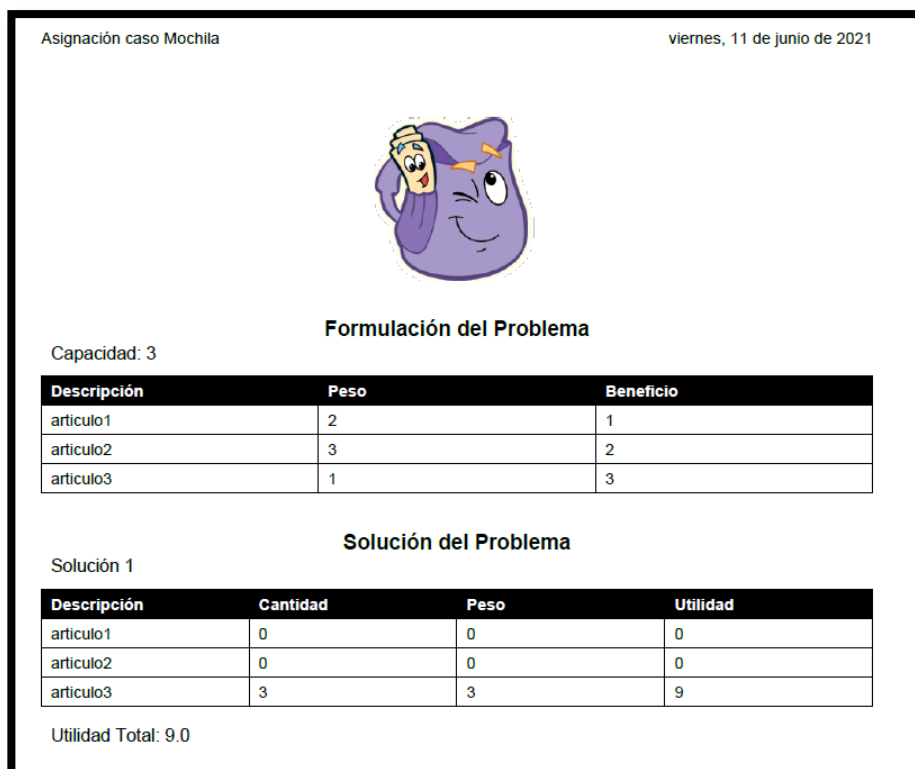 Asignación caso Mochila viernes, 11 de junio de 2021
Formulación del Problema
Capacidad: 3
Descripción Peso Beneficio
articulo1 2 1
articulo2 3 2
articulo3 1 3
Solución del Problema
Solución 1
Descripción Cantidad Peso Utilidad
articulo1 0 0 0
articulo2 0 0 0
articulo3 3 3 9
Utilidad Total: 9.0